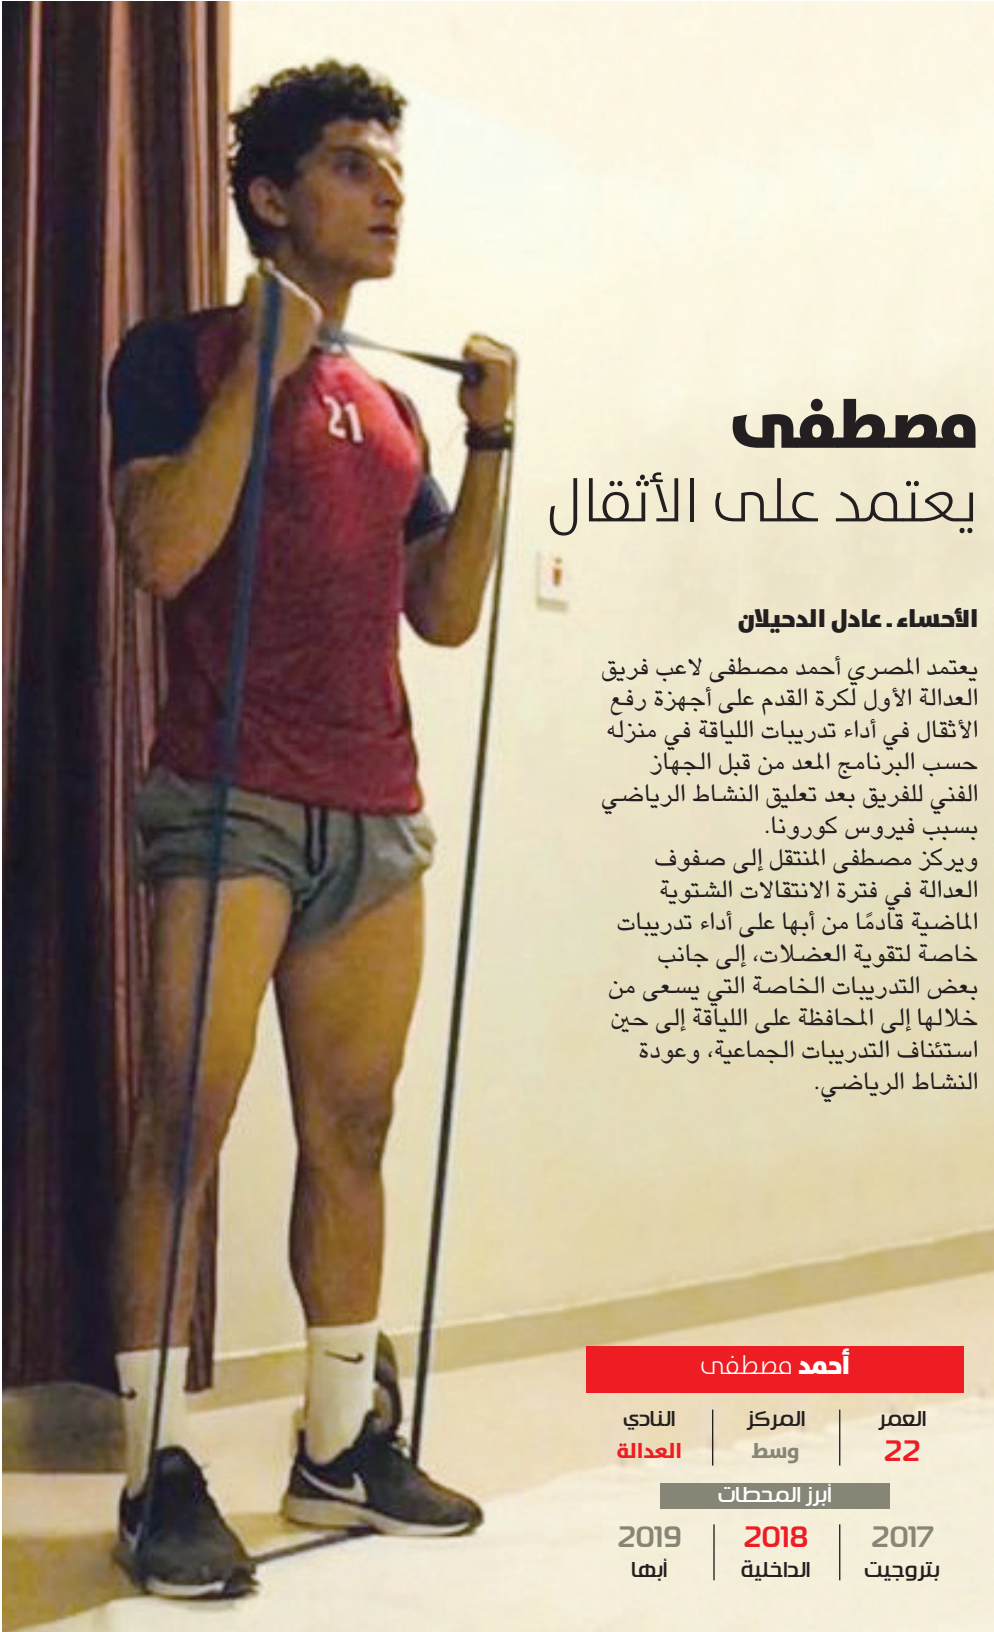 21
مصطفى
يعتمد على الأثقال
الأحساء ـ عادل الدحيلان
يعتمد المصري أحمد مصطفى لاعب فريق
العدالة الأول لكرة القدم على أجهزة رفع
الأثقال في أداء تدريبات اللياقة في منزله
حسب البرنامج المعد من قبل الجهاز
الفني للفريق بعد تعليق النشاط الرياضي
بسبب فيروس كورونا.
ويركز مصطفى المنتقل إلى صفوف
العدالة في فترة الانتقالات الشتوية
الماضية قادمًا من أبها على أداء تدريبات
خاصة لتقوية العضلات، إلى جانب
بعض التدريبات الخاصة التي يسعى من
خلالها إلى المحافظة على اللياقة إلى حين
استئناف التدريبات الجماعية، وعودة
النشاط الرياضي.
أحمد مصطفى
العمر المركز النادي
22 وسط العدالة
أبرز المحطات
2017 2018 2019
بتروجيت الداخلية أبها